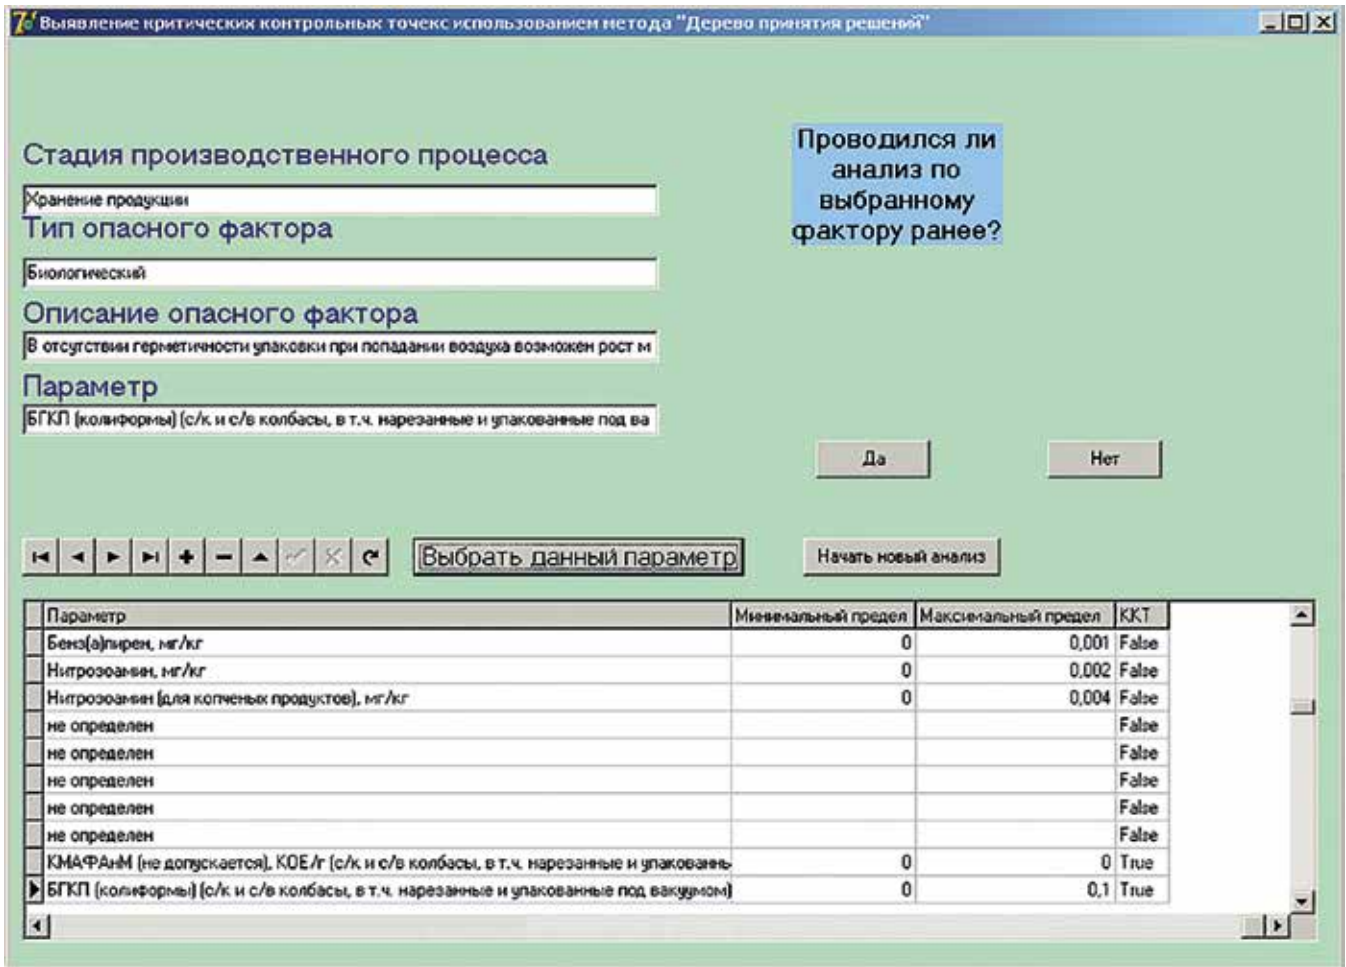 Выявление критических контрольных точекс использованием метода "Дерево принятия решений"
Стадия производственного процесса
Хранение продукции
Тип опасного фактора
Биологический
Описание опасного фактора
В отсутствии герметичности упаковки при попадании воздуха возможен рост м
Параметр
БГКП (колиформы) (с/к и с/в колбасы, в т.ч. нарезанные и упакованные под ва
Проводился ли
анализ по
выбранному
фактору ранее?
Да Нет
Выбрать данный параметр Начать новый анализ
Параметр Минимальный предел Максимальный предел ККТ
Бенз(а)пирен, мг/кг 0 0,001 False
Нитрозоамин, мг/кг 0 0,002 False
Нитрозоамин (для копченых продуктов), мг/кг 0 0,004 False
не определен False
не определен False
не определен False
не определен False
не определен False
КМАФАнМ (не допускается), КОЕ/г (с/к и с/в колбасы, в т.ч. нарезанные и упакованнь 0 0 True
БГКП (колиформы) (с/к и с/в колбасы, в т.ч. нарезанные и упакованные под вакуумом) 0 0,1 True